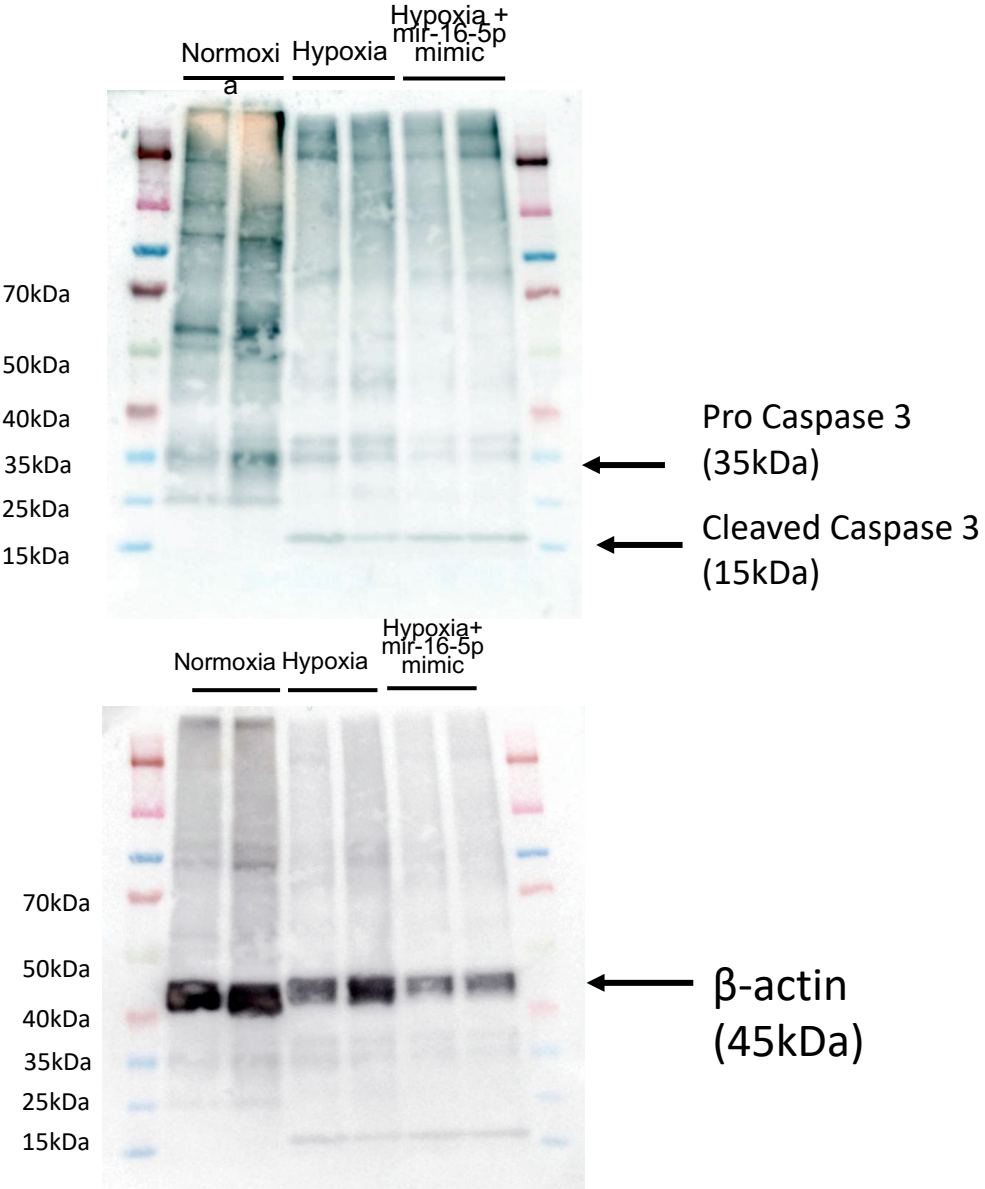 Normoxi
a
Hypoxia
Hypoxia +
mir-16-5p
mimic
70kDa
50kDa
40kDa
35kDa
25kDa
15kDa
Pro Caspase 3
(35kDa)
Cleaved Caspase 3
(15kDa)
Normoxia
Hypoxia
Hypoxia+
mir-16-5p
mimic
70kDa
50kDa
40kDa
35kDa
25kDa
15kDa
β-actin
(45kDa)